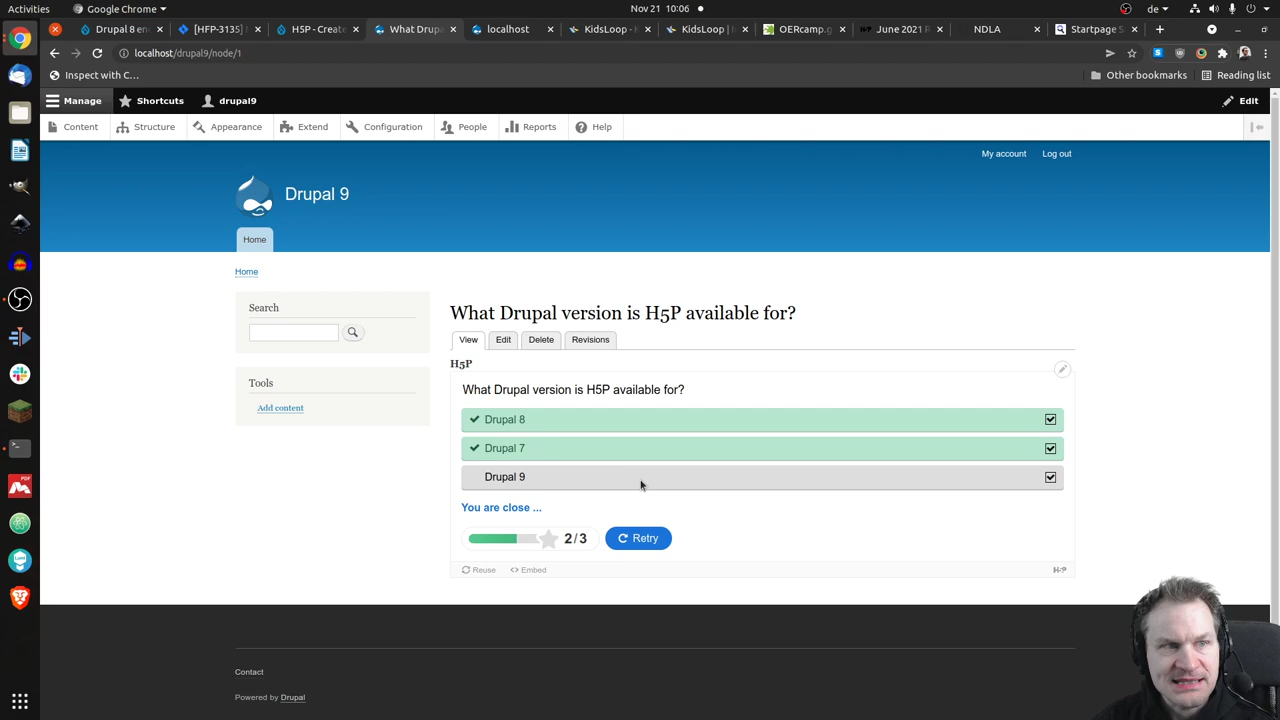 Activities
Google Chrome
Nov 21 10:06
de
Drupal 8 en
[HFP-3135] N
H5P - Create
What Drup
localhost
KidsLoop - K
KidsLoop | I
OERcamp.g
June 2021 R
NDLA
Startpage S
localhost/drupal9/node/1
Inspect with C...
Other bookmarks
Reading list
Manage
Shortcuts
drupal9
Edit
Content
Structure
Appearance
Extend
Configuration
People
Reports
Help
My account
Log out
Drupal 9
Home
Home
Search
Tools
Add content
What Drupal version is H5P available for?
View
Edit
Delete
Revisions
H5P
What Drupal version is H5P available for?
Drupal 8
Drupal 7
Drupal 9
You are close ...
2/3
Retry
Reuse
Embed
H5P
Contact
Powered by Drupal